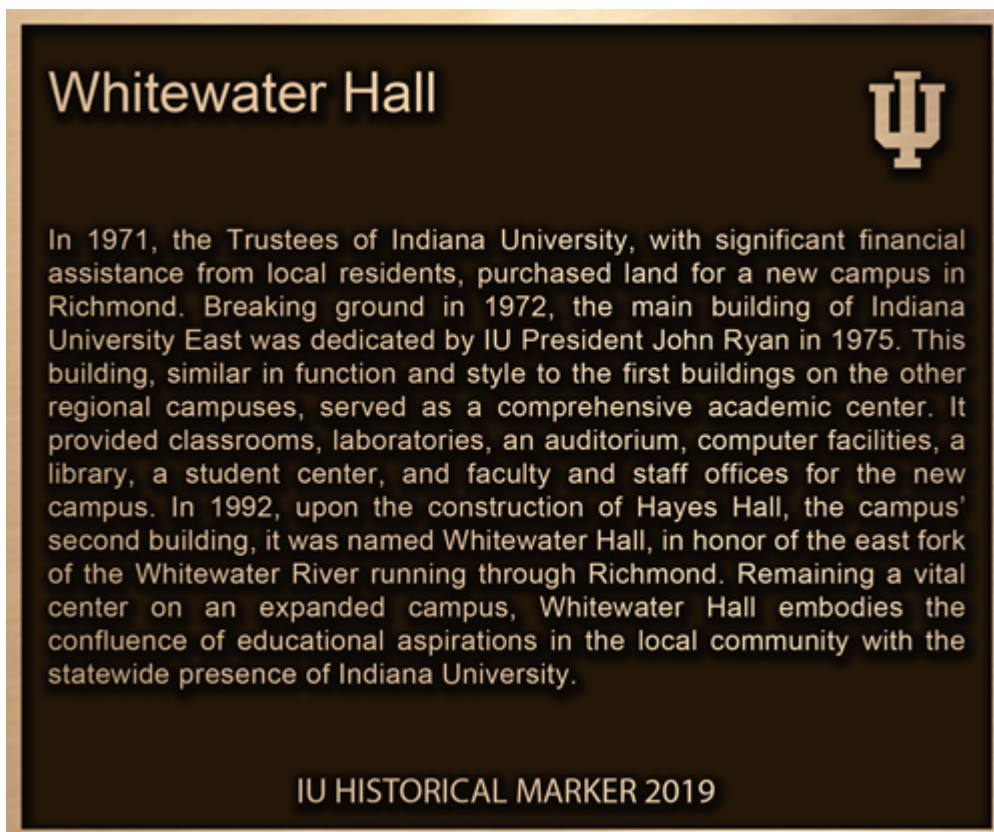 Whitewater Hall
In 1971, the Trustees of Indiana University, with significant financial
assistance from local residents, purchased land for a new campus in
Richmond. Breaking ground in 1972, the main building of Indiana
University East was dedicated by IU President John Ryan in 1975. This
building, similar in function and style to the first buildings on the other
regional campuses, served as a comprehensive academic center. It
provided classrooms, laboratories, an auditorium, computer facilities, a
library, a student center, and faculty and staff offices for the new
campus. In 1992, upon the construction of Hayes Hall, the campus'
second building, it was named Whitewater Hall, in honor of the east fork
of the Whitewater River running through Richmond. Remaining a vital
center on an expanded campus, Whitewater Hall embodies the
confluence of educational aspirations in the local community with the
statewide presence of Indiana University.
IU HISTORICAL MARKER 2019